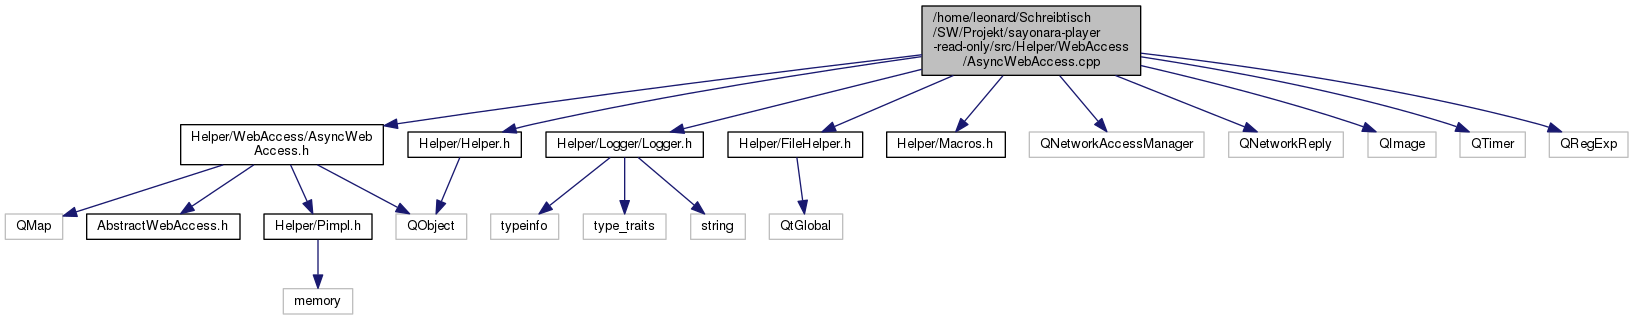 /home/leonard/Schreibtisch
/SW/Projekt/sayonara-player
-read-only/src/Helper/WebAccess
/AsyncWebAccess.cpp
Helper/WebAccess/AsyncWeb
Access.h
Helper/Helper.h
Helper/Logger/Logger.h
Helper/FileHelper.h
Helper/Macros.h
QNetworkAccessManager
QNetworkReply
QImage
QTimer
QRegExp
QMap
AbstractWebAccess.h
Helper/Pimpl.h
QObject
typeinfo
type_traits
string
QtGlobal
memory